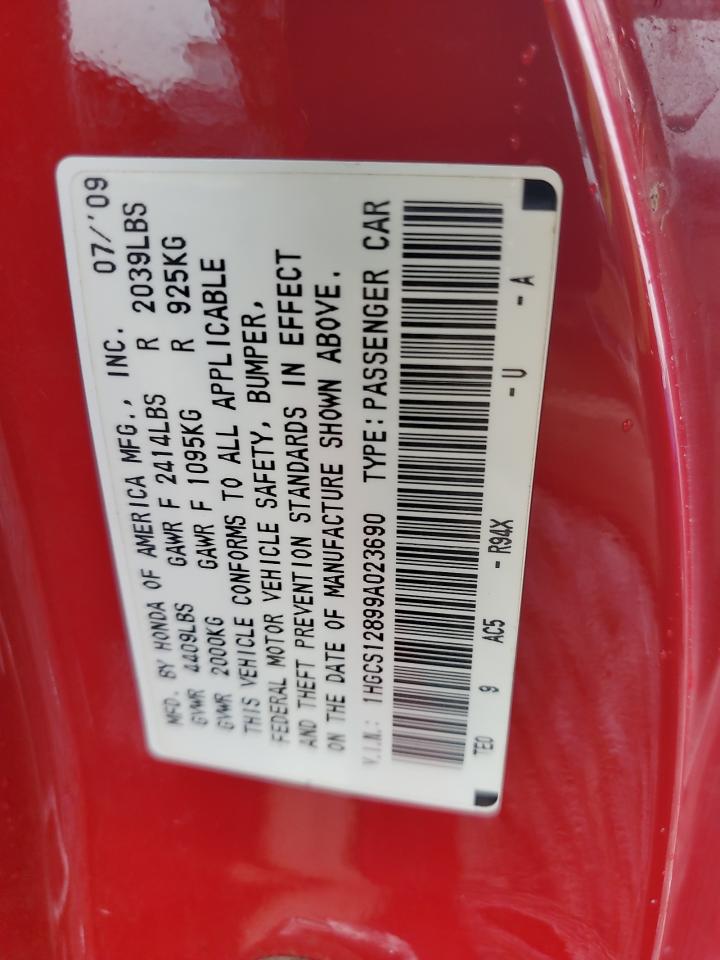 MFD. BY HONDA OF AMERICA MFG., INC. 07/'09
GVWR 4409LBS GAWR F 2414LBS R 2039LBS
GVWR 2000KG GAWR F 1095KG R 925KG
THIS VEHICLE CONFORMS TO ALL APPLICABLE
FEDERAL MOTOR VEHICLE SAFETY, BUMPER,
AND THEFT PREVENTION STANDARDS IN EFFECT
ON THE DATE OF MANUFACTURE SHOWN ABOVE.
V.I.N.: 1HGCS12899A023690 TYPE:PASSENGER CAR
TE0 9 AC5 - R94X - U - A